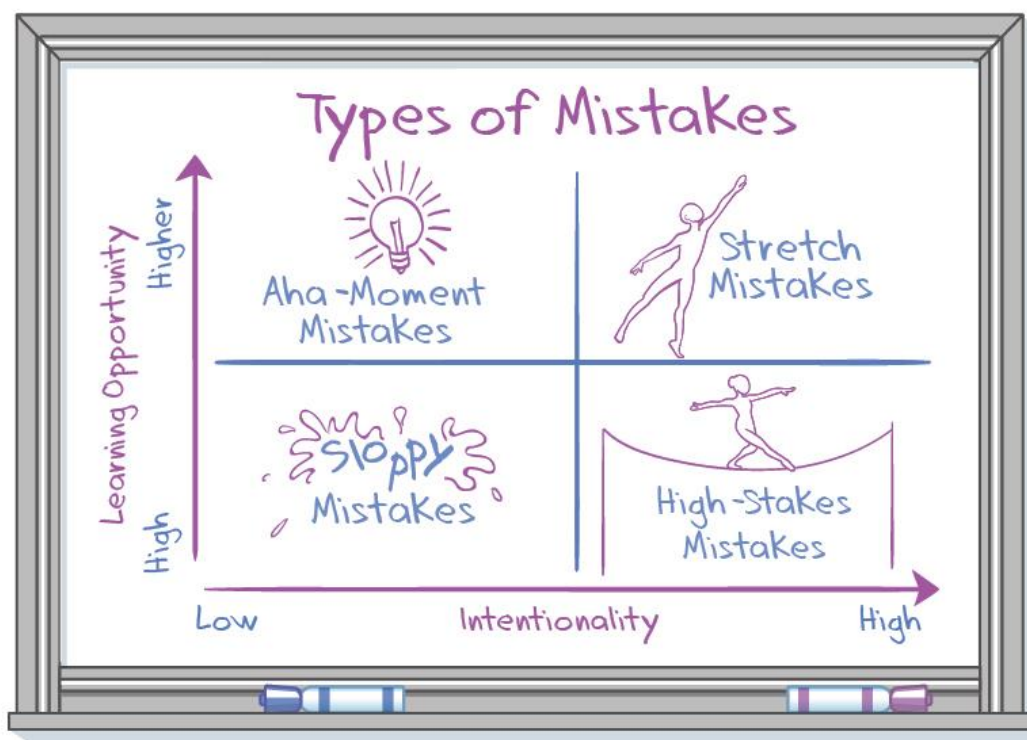 Types of Mistakes
Learning Opportunity
Higher
High
Aha-Moment
Mistakes
Stretch
Mistakes
Sloppy
Mistakes
High-Stakes
Mistakes
Low
Intentionality
High